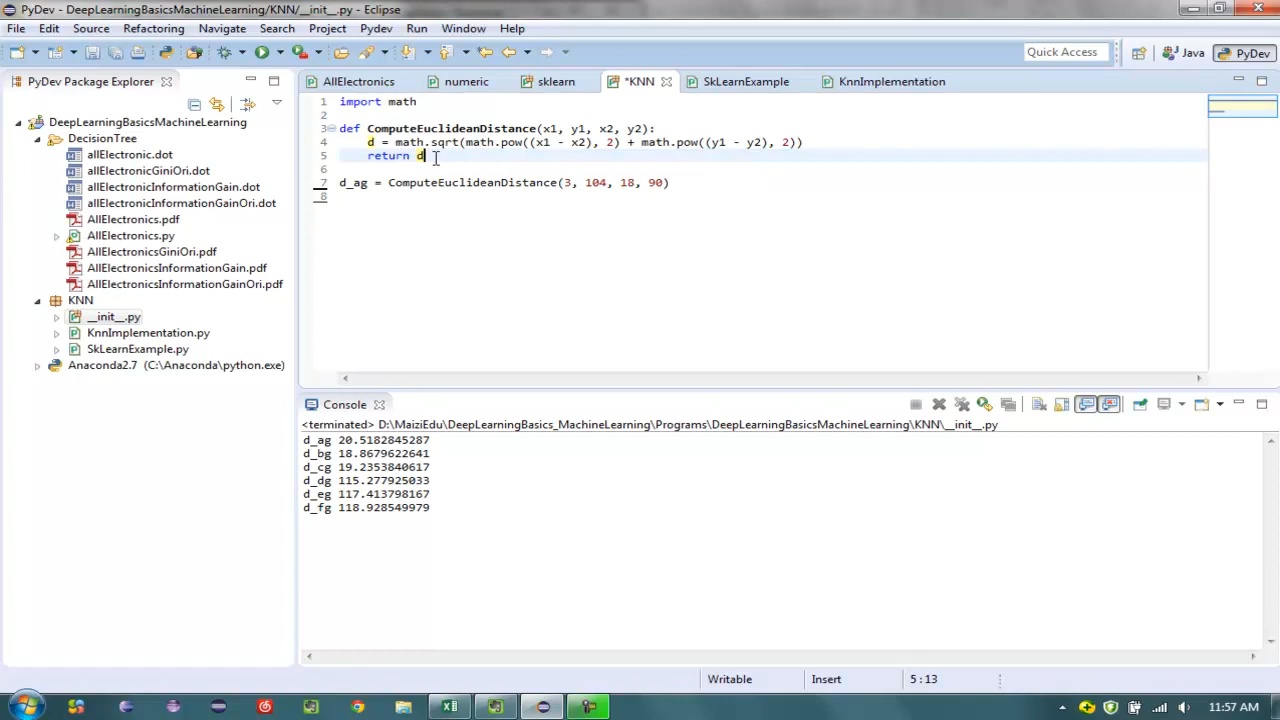 PyDev - DeepLearningBasicsMachineLearning/KNN/__init__.py - Eclipse
File Edit Source Refactoring Navigate Search Project Pydev Run Window Help
Quick Access
Java
PyDev
PyDev Package Explorer
AllElectronics
numeric
sklearn
*KNN
SkLearnExample
KnnImplementation
DeepLearningBasicsMachineLearning
DecisionTree
allElectronic.dot
allElectronicGiniOri.dot
allElectronicInformationGain.dot
allElectronicInformationGainOri.dot
AllElectronics.pdf
AllElectronics.py
AllElectronicsGiniOri.pdf
AllElectronicsInformationGain.pdf
AllElectronicsInformationGainOri.pdf
KNN
__init__.py
KnnImplementation.py
SkLearnExample.py
Anaconda2.7 (C:\Anaconda\python.exe)
1 import math
2
3 def ComputeEuclideanDistance(x1, y1, x2, y2):
4 d = math.sqrt(math.pow((x1 - x2), 2) + math.pow((y1 - y2), 2))
5 return d
6
7 d_ag = ComputeEuclideanDistance(3, 104, 18, 90)
8
Console
<terminated> D:\MaiziEdu\DeepLearningBasics_MachineLearning\Programs\DeepLearningBasicsMachineLearning\KNN\__init__.py
d_ag 20.5182845287
d_bg 18.8679622641
d_cg 19.2353840617
d_dg 115.277925033
d_eg 117.413798167
d_fg 118.928549979
Writable
Insert
5 : 13
11:57 AM